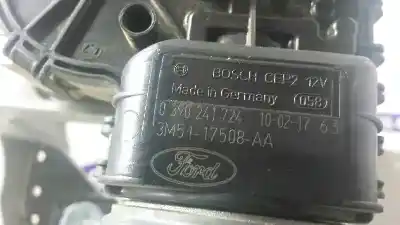 BOSCH CEP2 12V
Made in Germany (058)
0 390 241 724 10-02-17 63
3M51-17508-AA
Ford